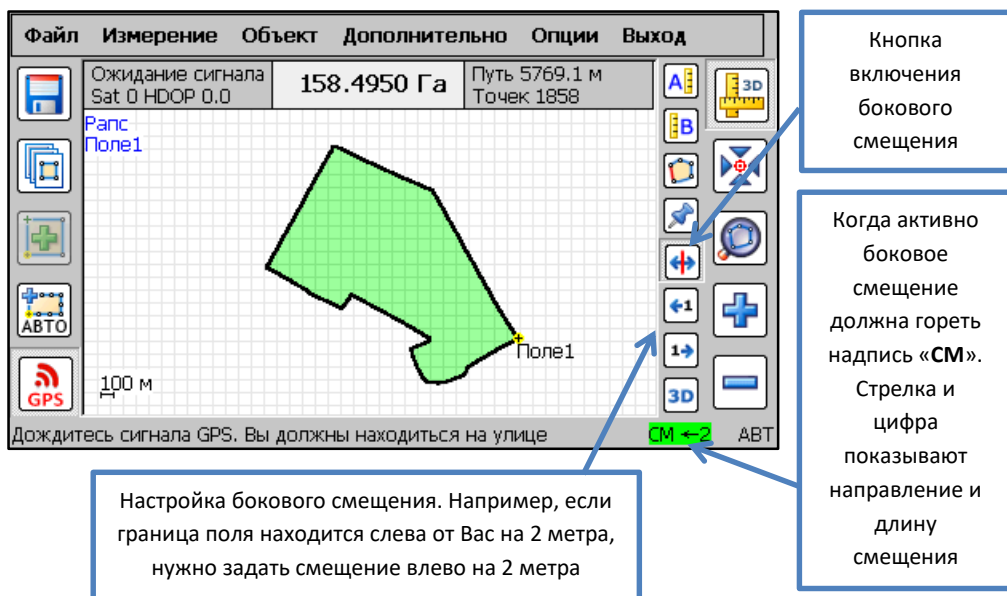 Файл Измерение Объект Дополнительно Опции Выход
Ожидание сигнала
Sat 0 HDOP 0.0
158.4950 Га
Путь 5769.1 м
Точек 1858
Рапс
Поле1
Поле1
100 м
АВТО
GPS
A
B
3D
←1
1→
3D
Дождитесь сигнала GPS. Вы должны находиться на улице
СМ ←2
АВТ
Кнопка
включения
бокового
смещения
Когда активно
боковое
смещение
должна гореть
надпись «СМ».
Стрелка и
цифра
показывают
направление и
длину
смещения
Настройка бокового смещения. Например, если
граница поля находится слева от Вас на 2 метра,
нужно задать смещение влево на 2 метра